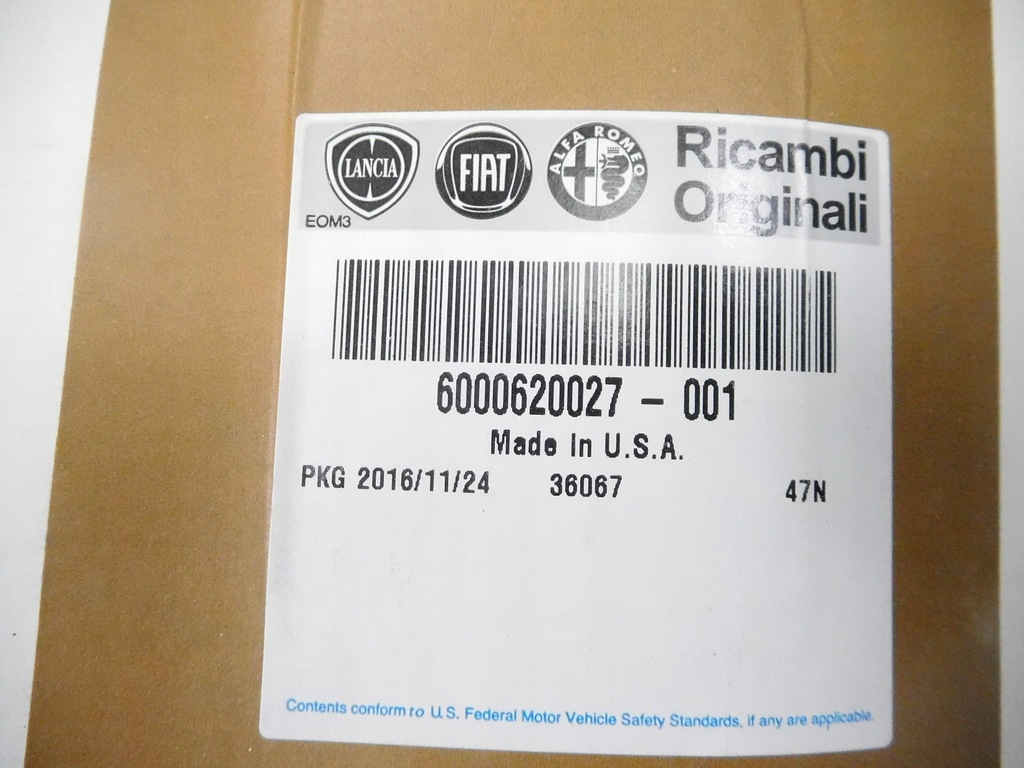 LANCIA FIAT ALFA ROMEO Ricambi
EOM3 Originali
6000620027 - 001
Made in U.S.A.
PKG 2016/11/24 36067 47N
Contents conform to U.S. Federal Motor Vehicle Safety Standards, if any are applicable.